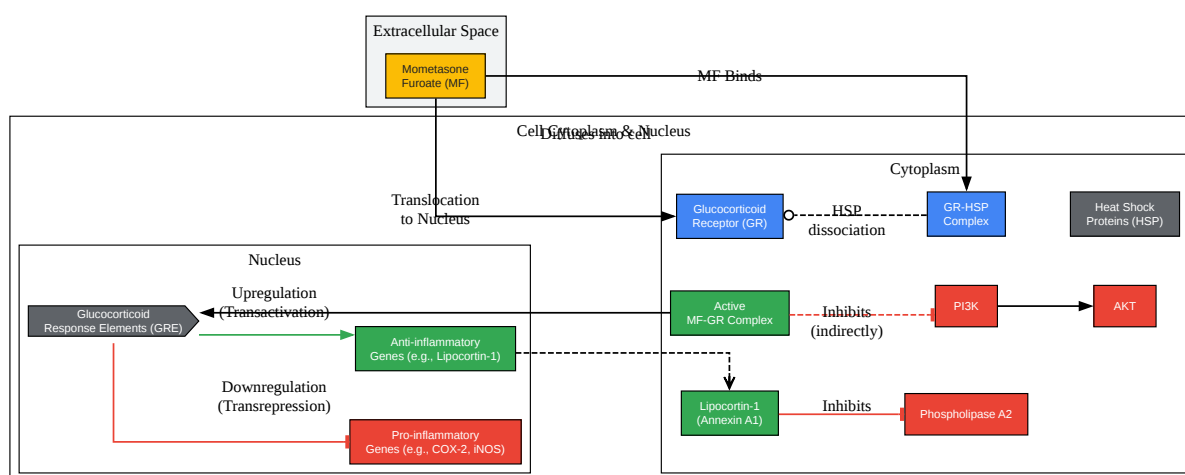 Extracellular Space
Mometasone
Furoate (MF)
MF Binds
Cell Cytoplasm & Nucleus
Diffuses into cell
Cytoplasm
Translocation
to Nucleus
Glucocorticoid
Receptor (GR)
HSP
dissociation
GR-HSP
Complex
Heat Shock
Proteins (HSP)
Nucleus
Upregulation
(Transactivation)
Glucocorticoid
Response Elements (GRE)
Active
MF-GR Complex
Inhibits
(indirectly)
PI3K
AKT
Anti-inflammatory
Genes (e.g., Lipocortin-1)
Downregulation
(Transrepression)
Lipocortin-1
(Annexin A1)
Inhibits
Phospholipase A2
Pro-inflammatory
Genes (e.g., COX-2, iNOS)